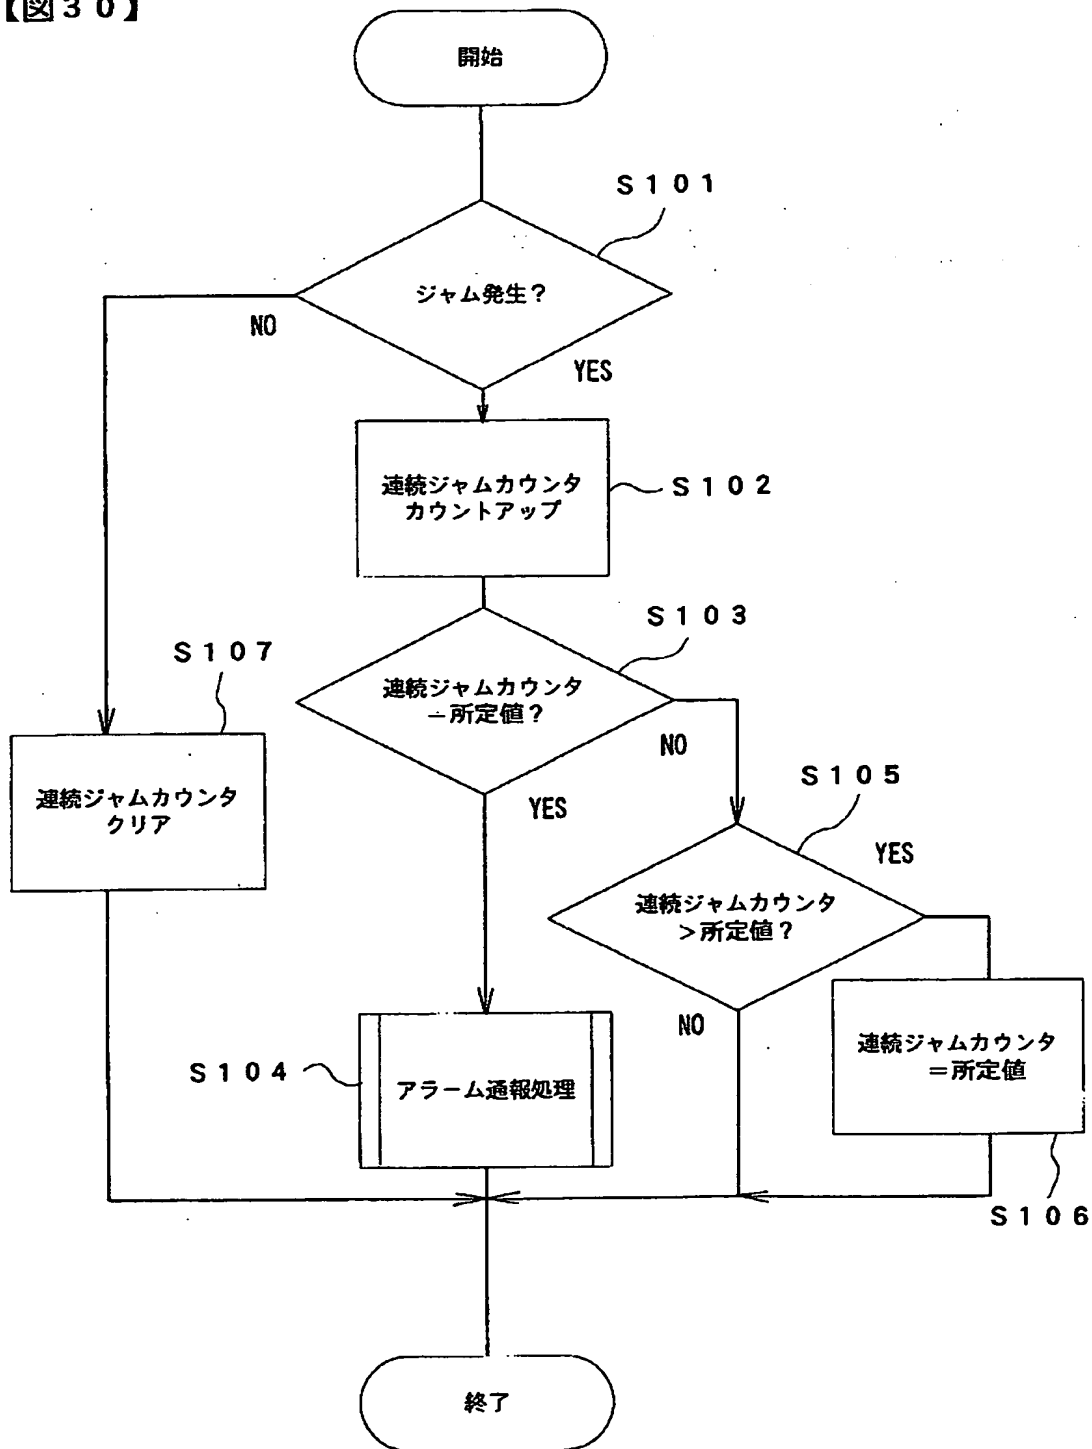 【図３０】
開始
Ｓ１０１
ジャム発生？
NO
YES
連続ジャムカウンタ
カウントアップ
Ｓ１０２
Ｓ１０３
連続ジャムカウンタ
＝所定値？
NO
YES
Ｓ１０７
連続ジャムカウンタ
クリア
Ｓ１０５
YES
連続ジャムカウンタ
＞所定値？
NO
Ｓ１０４
アラーム通報処理
連続ジャムカウンタ
＝所定値
Ｓ１０６
終了